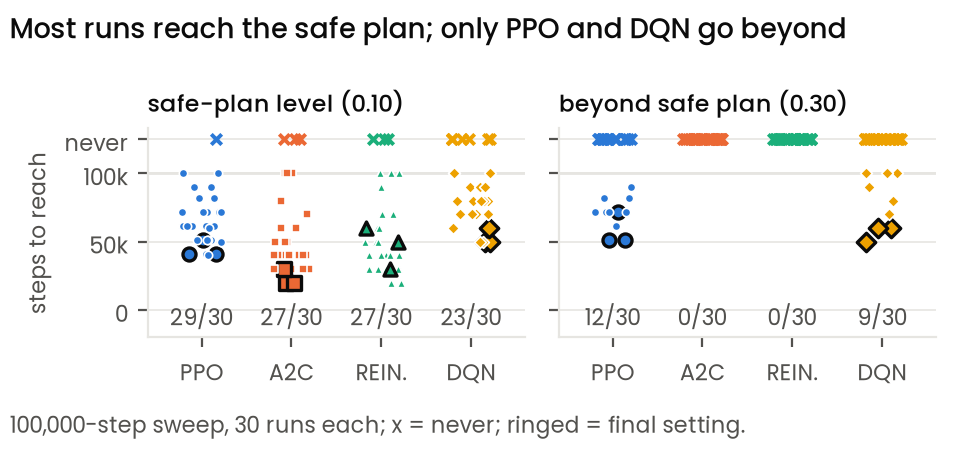 Most runs reach the safe plan; only PPO and DQN go beyond
safe-plan level (0.10)
beyond safe plan (0.30)
steps to reach
never
100k
50k
0
29/30 27/30 27/30 23/30
12/30 0/30 0/30 9/30
PPO A2C REIN. DQN
PPO A2C REIN. DQN
100,000-step sweep, 30 runs each; x = never; ringed = final setting.